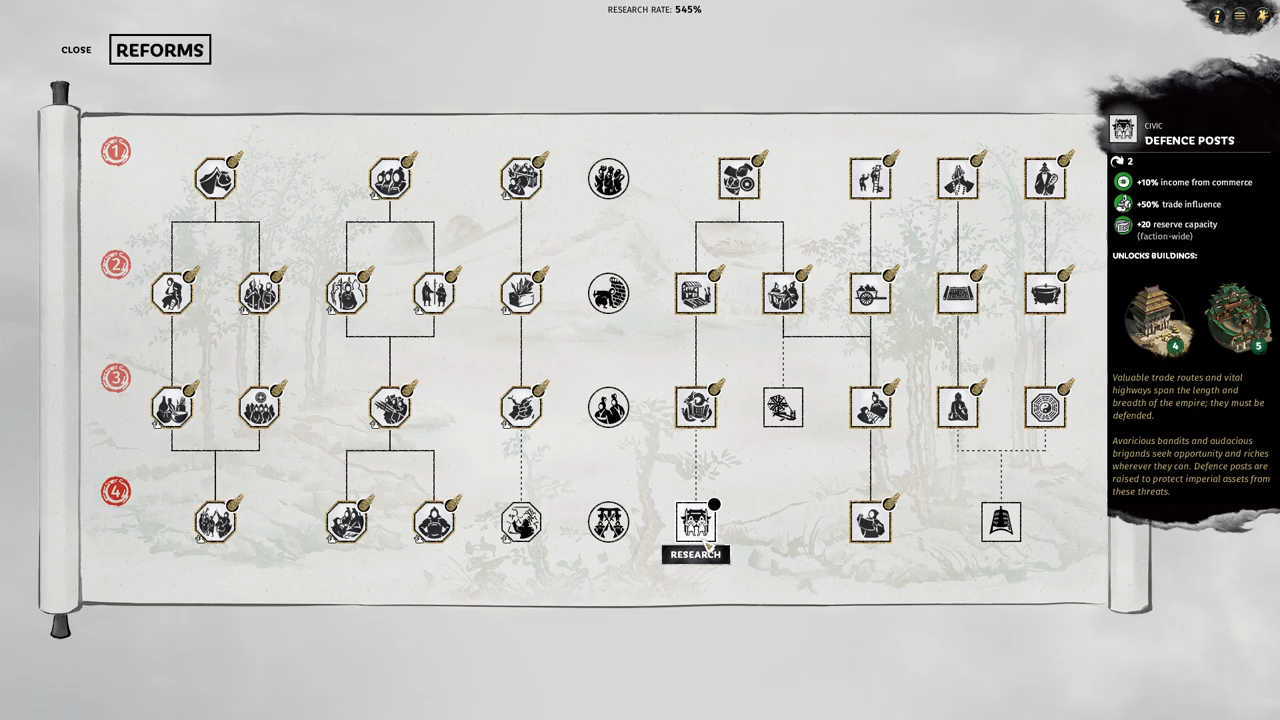 RESEARCH RATE: 545%
CLOSE
REFORMS
CIVIC
DEFENCE POSTS
2
+10% income from commerce
+50% trade influence
+20 reserve capacity
(faction-wide)
UNLOCKS BUILDINGS:
4
5
Valuable trade routes and vital
highways span the length and
breadth of the empire; they must be
defended.
Avaricious bandits and audacious
brigands seek opportunity and riches
wherever they can. Defence posts are
raised to protect imperial assets from
these threats.
1
2
3
4
RESEARCH